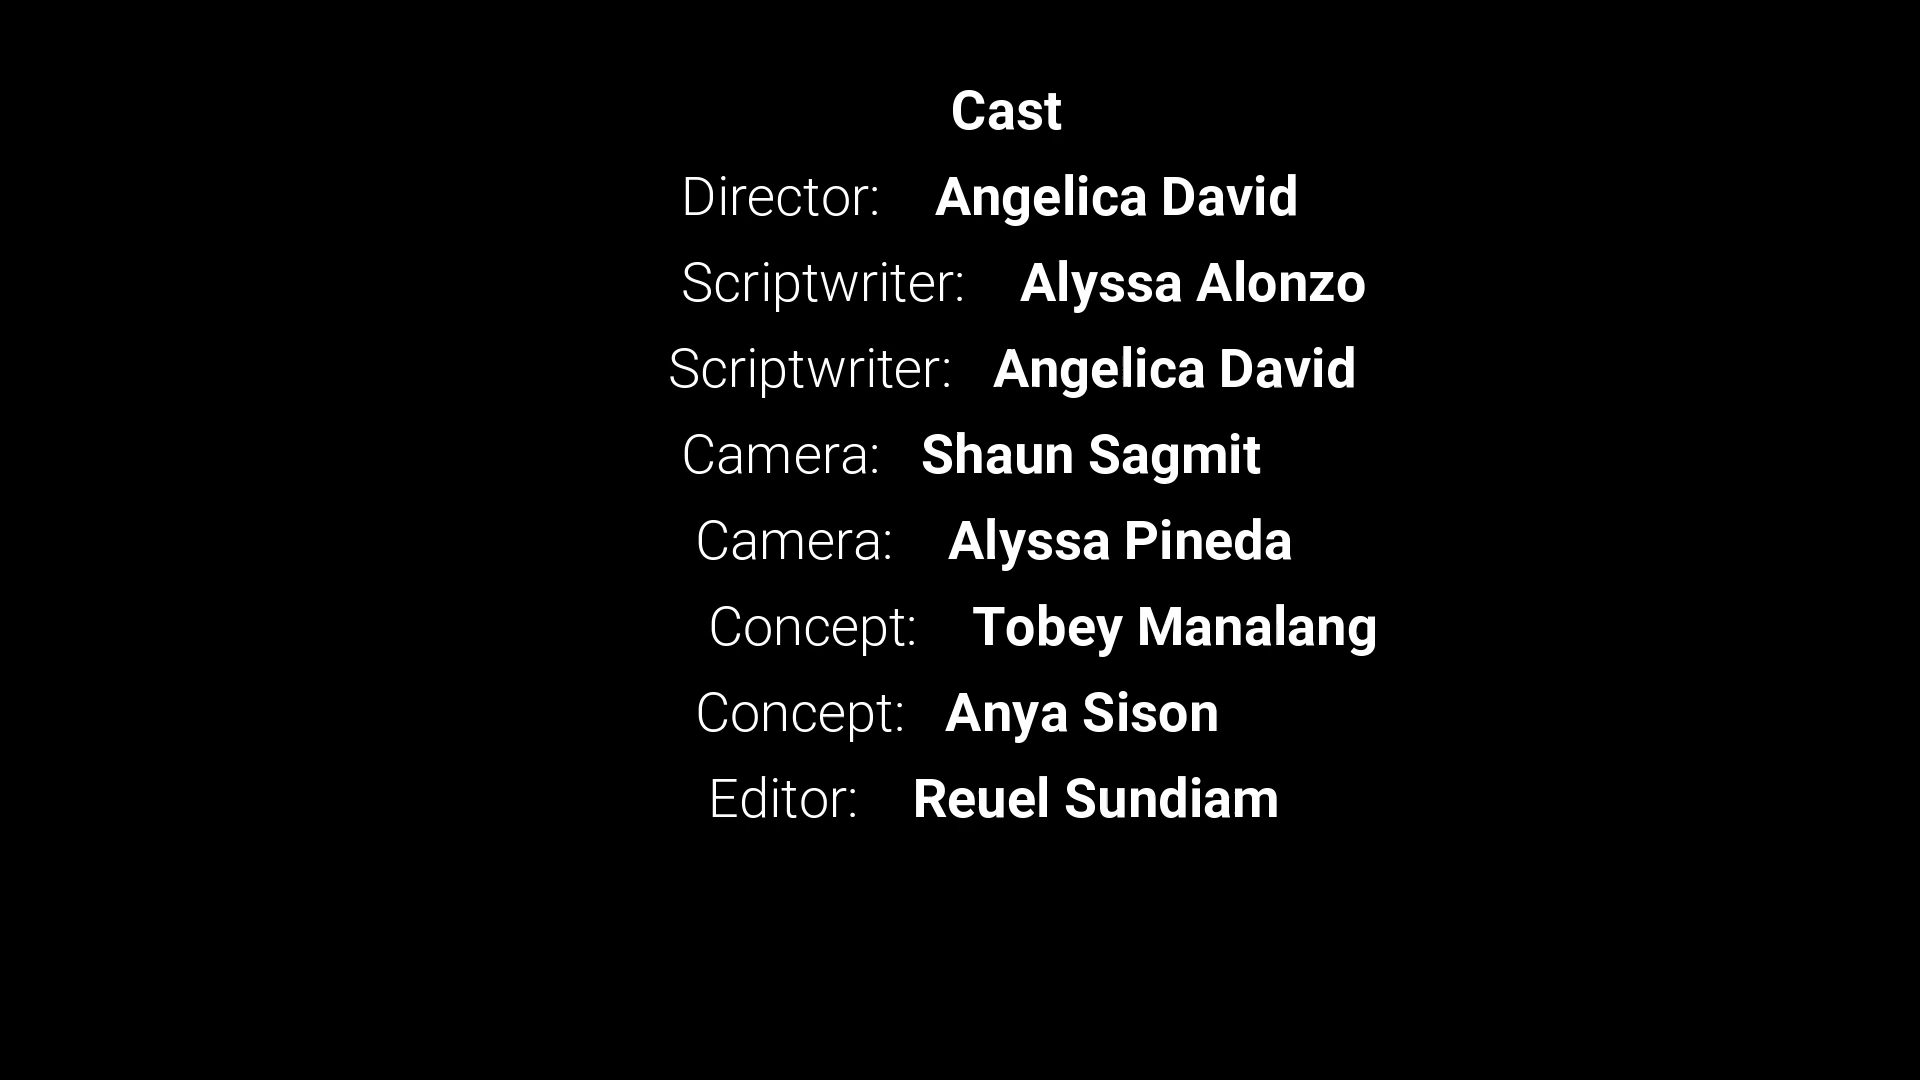 Cast
Director: Angelica David
Scriptwriter: Alyssa Alonzo
Scriptwriter: Angelica David
Camera: Shaun Sagmit
Camera: Alyssa Pineda
Concept: Tobey Manalang
Concept: Anya Sison
Editor: Reuel Sundiam